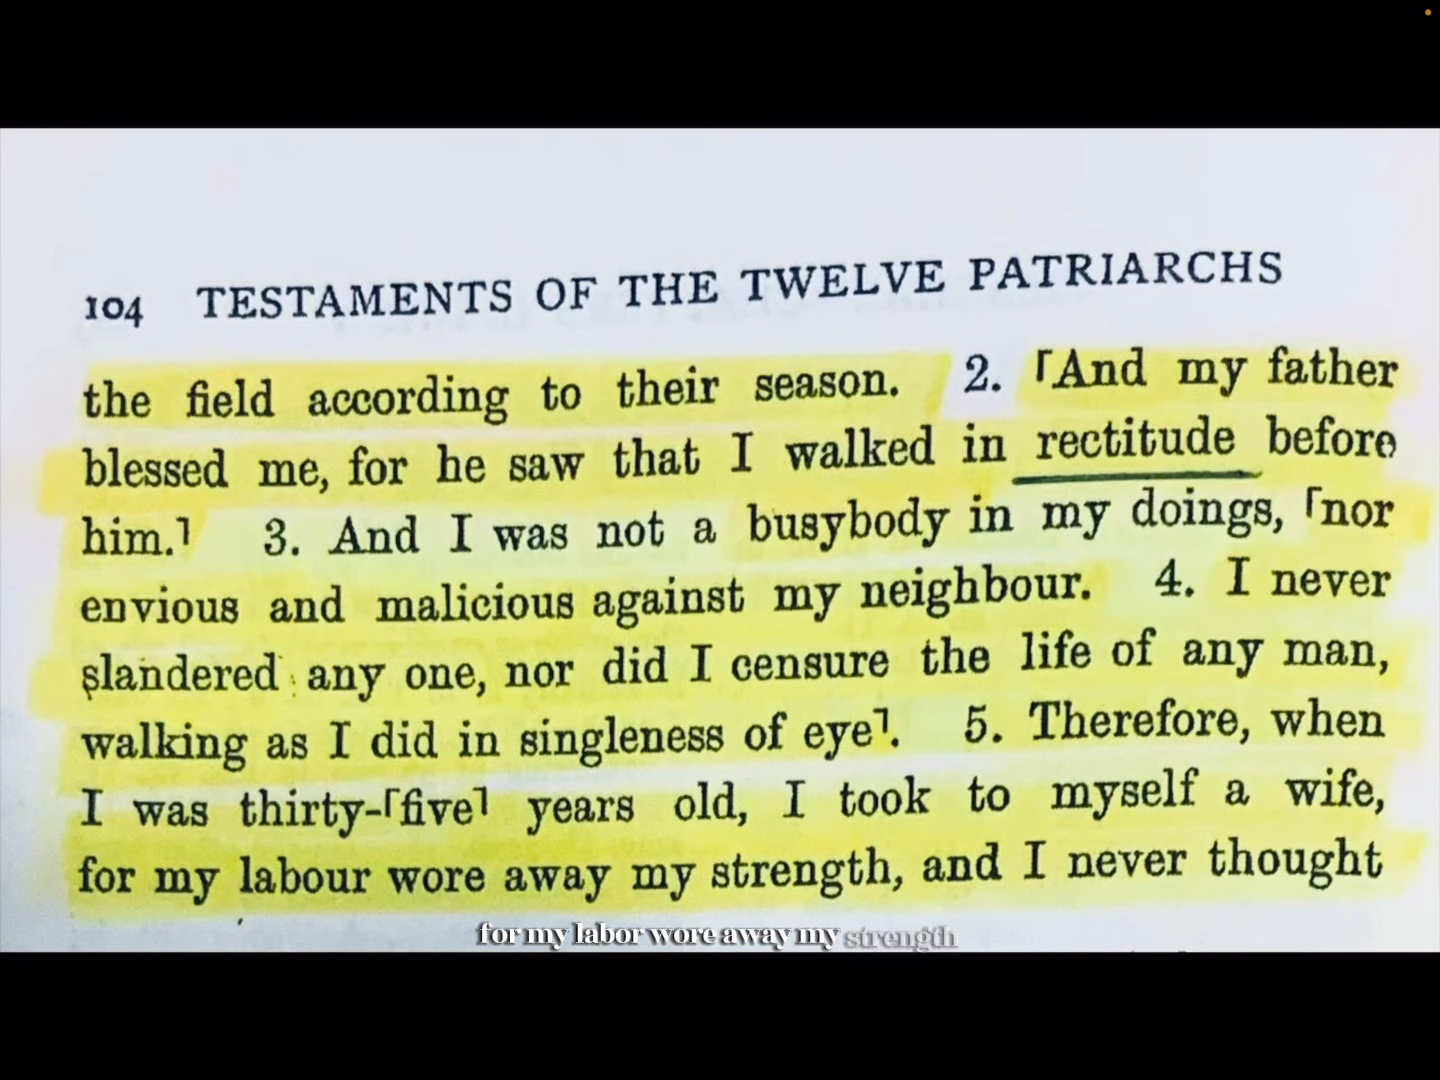 104 TESTAMENTS OF THE TWELVE PATRIARCHS
the field according to their season. 2. ⌜And my father
blessed me, for he saw that I walked in rectitude before
him.⌝ 3. And I was not a busybody in my doings, ⌜nor
envious and malicious against my neighbour. 4. I never
slandered any one, nor did I censure the life of any man,
walking as I did in singleness of eye⌝. 5. Therefore, when
I was thirty-⌜five⌝ years old, I took to myself a wife,
for my labour wore away my strength, and I never thought
for my labor wore away my strength